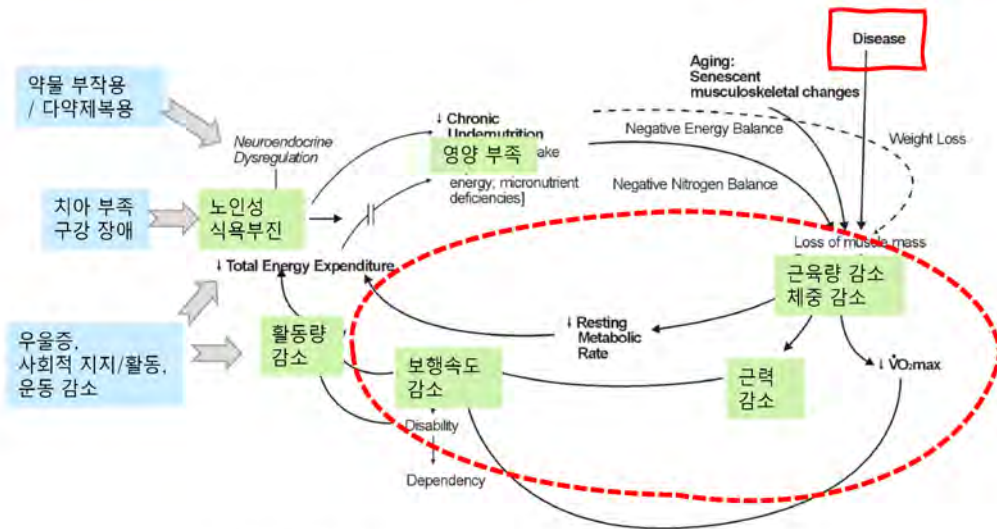 Disease
Aging:
Senescent
musculoskeletal changes
약물 부작용
/ 다약제복용
Neuroendocrine
Dysregulation
↓ Chronic
Undernutrition
영양 부족
energy; micronutrient
deficiencies]
Negative Energy Balance
Negative Nitrogen Balance
Weight Loss
치아 부족
구강 장애
노인성
식욕부진
↓ Total Energy Expenditure
Loss of muscle mass
근육량 감소
체중 감소
우울증,
사회적 지지/활동,
운동 감소
활동량
감소
↓ Resting
Metabolic
Rate
보행속도
감소
근력
감소
↓ V̇O₂max
Disability
Dependency